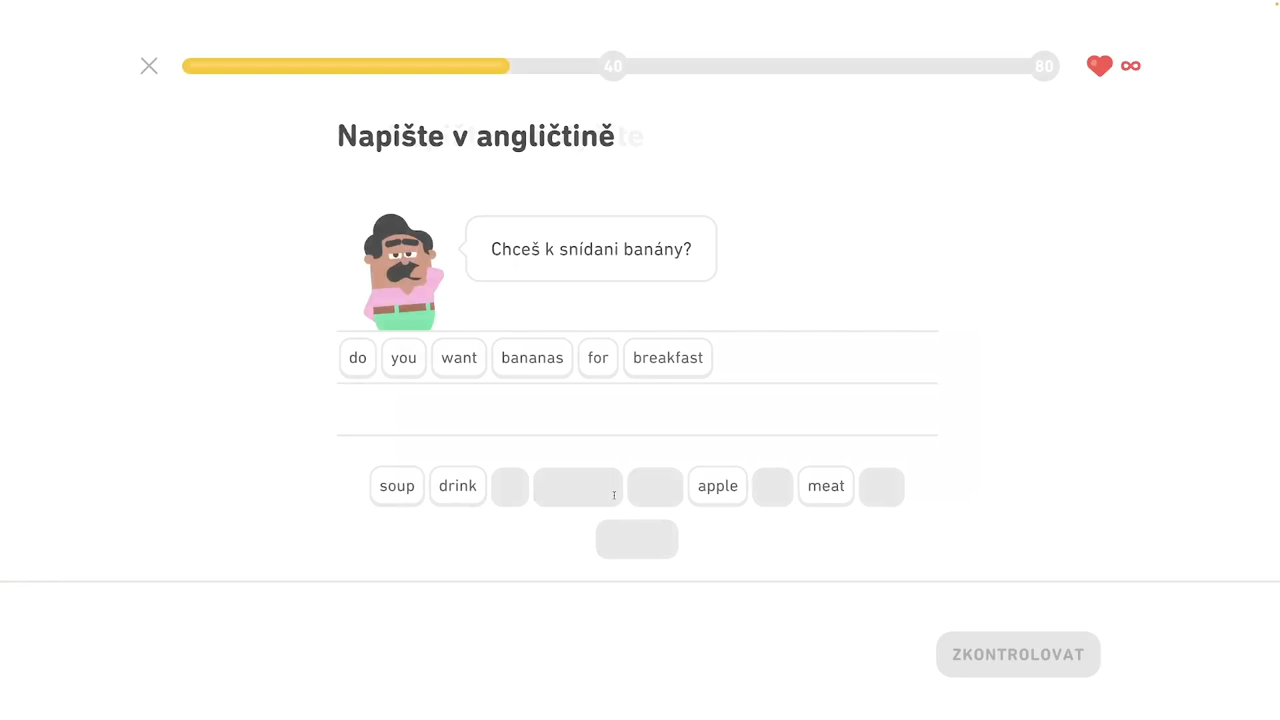 40
80
∞
Napište v angličtině
Chceš k snídani banány?
do you want bananas for breakfast
soup drink apple meat
ZKONTROLOVAT